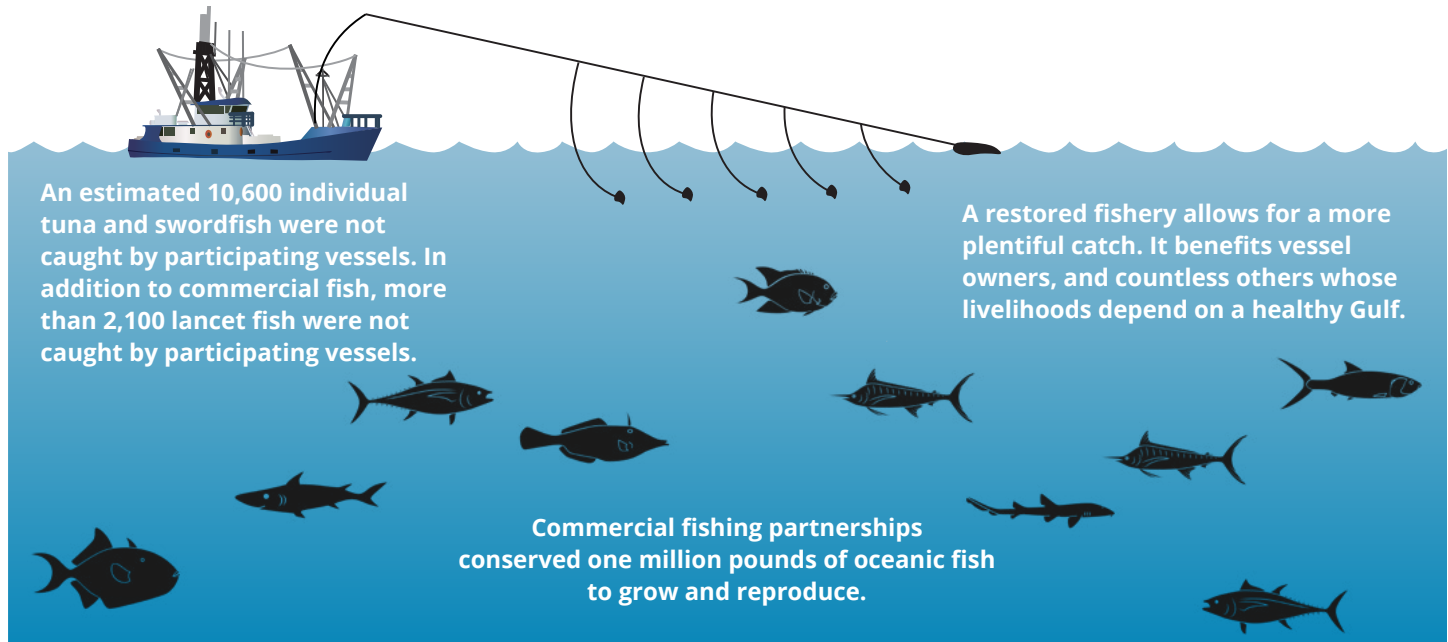 An estimated 10,600 individual
tuna and swordfish were not
caught by participating vessels. In
addition to commercial fish, more
than 2,100 lancet fish were not
caught by participating vessels.
A restored fishery allows for a more
plentiful catch. It benefits vessel
owners, and countless others whose
livelihoods depend on a healthy Gulf.
Commercial fishing partnerships
conserved one million pounds of oceanic fish
to grow and reproduce.